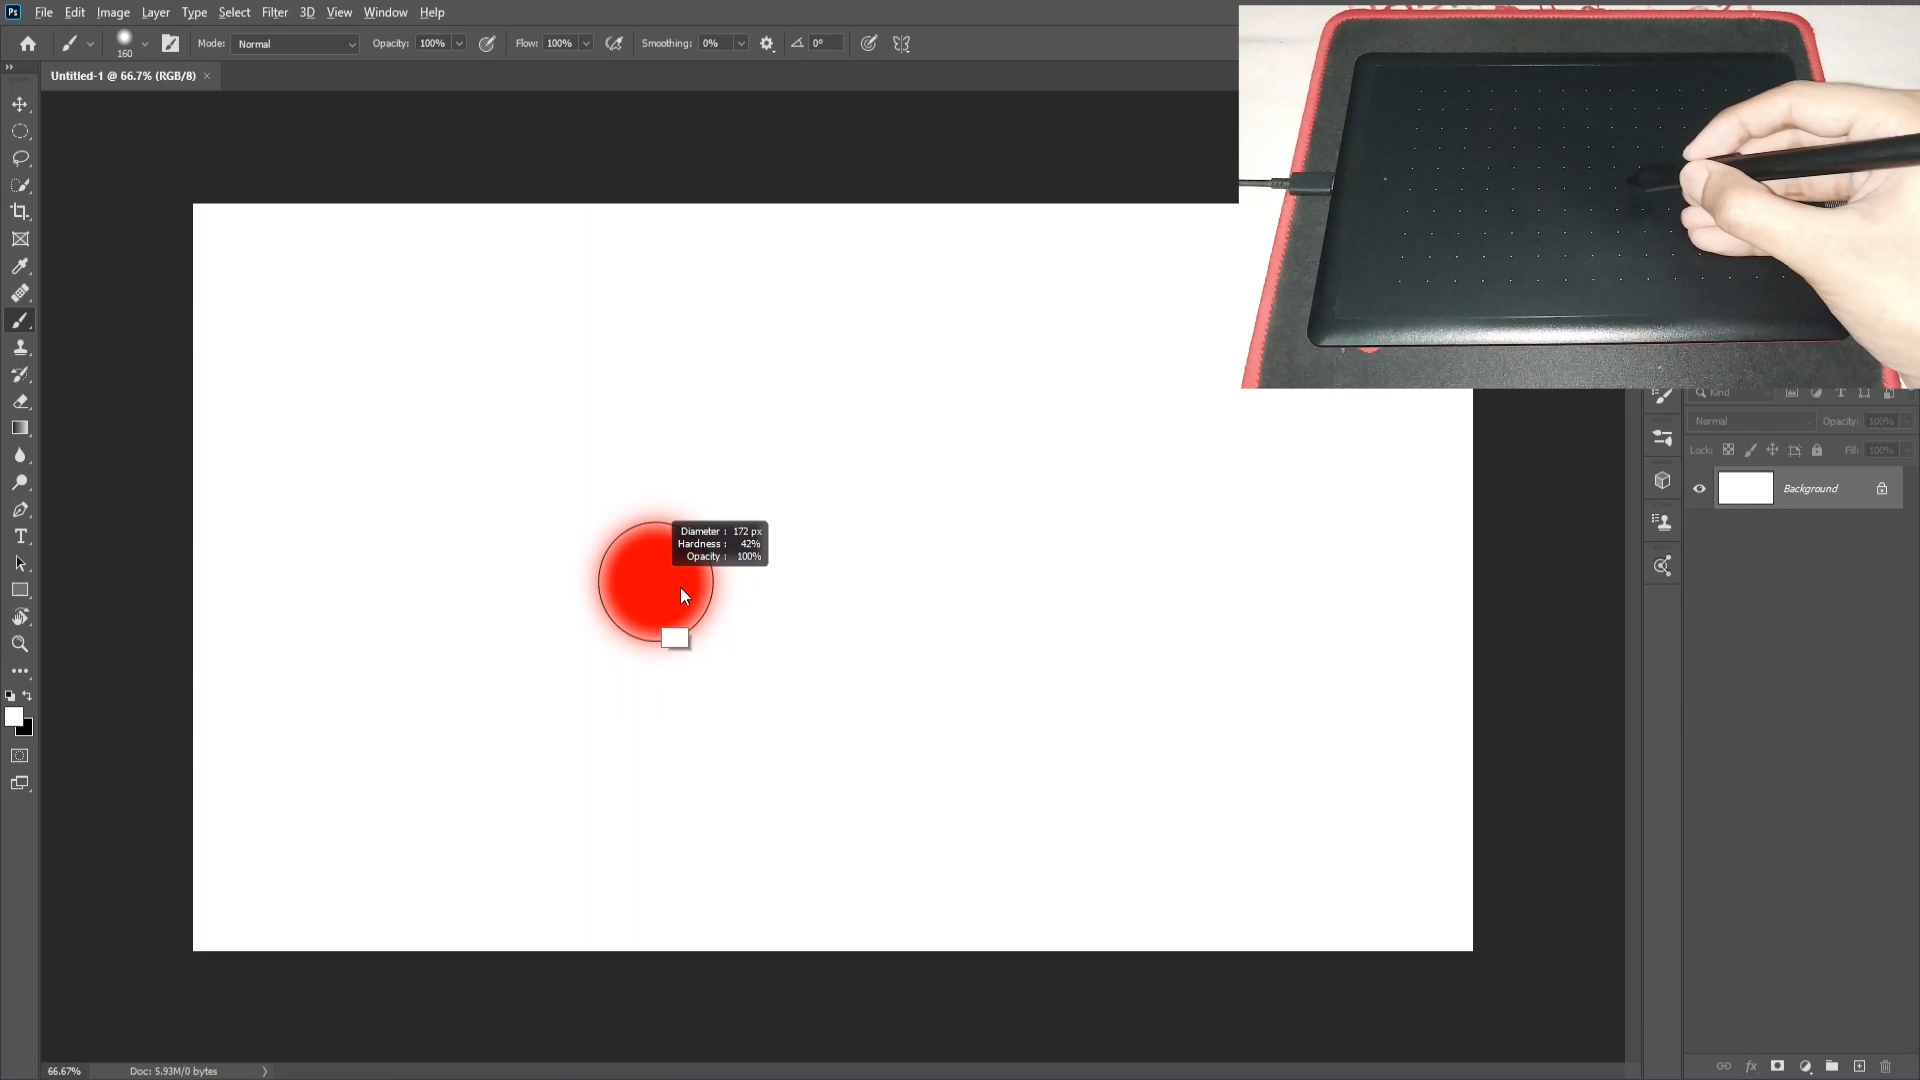 Ps File Edit Image Layer Type Select Filter 3D View Window Help
160 Mode: Normal Opacity: 100% Flow: 100% Smoothing: 0% 0°
Untitled-1 @ 66.7% (RGB/8) ×
Kind
Normal Opacity: 100%
Lock: Fill: 100%
Background
Diameter : 172 px
Hardness : 42%
Opacity : 100%
66.67% Doc: 5.93M/0 bytes